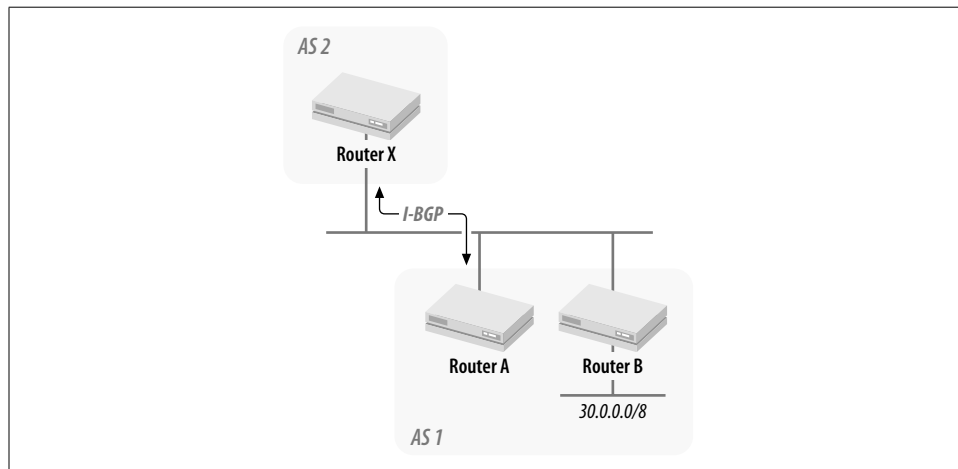 AS 2
Router X
I-BGP
Router A
Router B
30.0.0.0/8
AS 1